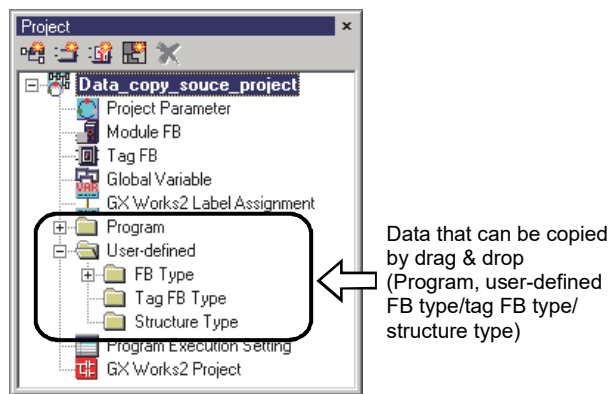 Project
Data_copy_souce_project
Project Parameter
Module FB
Tag FB
Global Variable
GX Works2 Label Assignment
Program
User-defined
FB Type
Tag FB Type
Structure Type
Program Execution Setting
GX Works2 Project
Data that can be copied
by drag & drop
(Program, user-defined
FB type/tag FB type/
structure type)